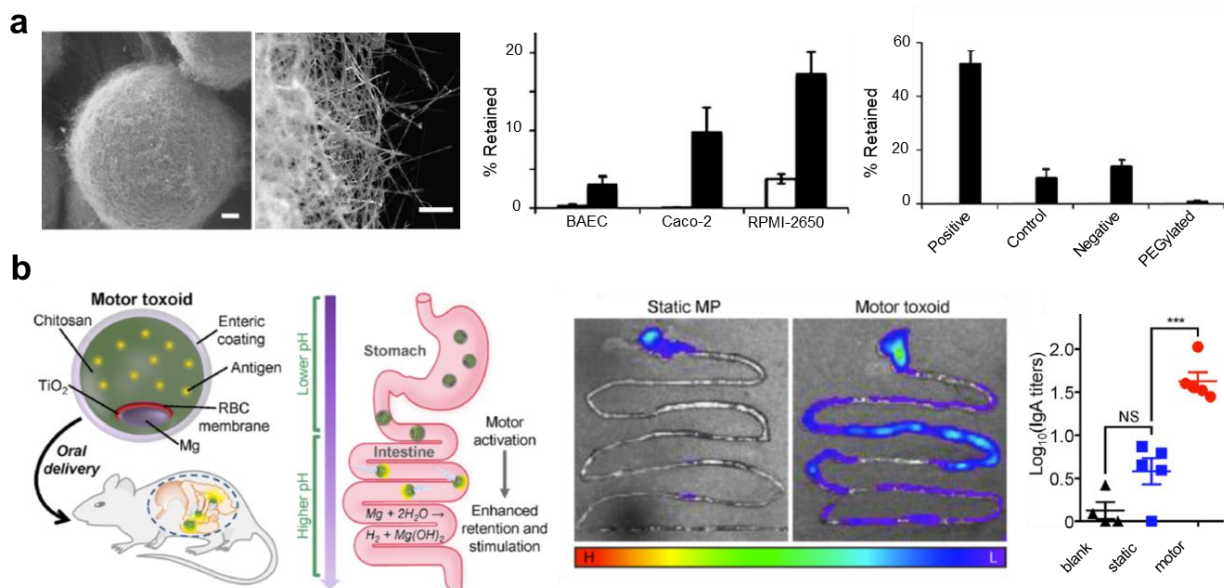 a
% Retained
20
10
0
BAEC
Caco-2
RPMI-2650
% Retained
60
40
20
0
Positive
Control
Negative
PEGylated
b
Motor toxoid
Chitosan
Enteric
coating
Antigen
TiO2
RBC
membrane
Mg
Oral
delivery
Lower pH
Higher pH
Stomach
Intestine
Mg + 2H2O →
H2 + Mg(OH)2
Motor
activation
Enhanced
retention and
stimulation
Static MP
Motor toxoid
H
L
Log10(IgA titers)
2.0
1.5
1.0
0.5
0
NS
***
blank
static
motor